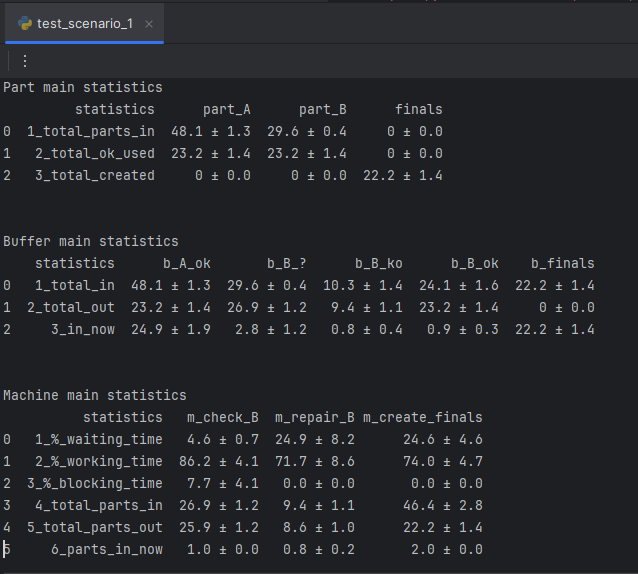 test_scenario_1 ×
Part main statistics
statistics part_A part_B finals
0 1_total_parts_in 48.1 ± 1.3 29.6 ± 0.4 0 ± 0.0
1 2_total_ok_used 23.2 ± 1.4 23.2 ± 1.4 0 ± 0.0
2 3_total_created 0 ± 0.0 0 ± 0.0 22.2 ± 1.4
Buffer main statistics
statistics b_A_ok b_B_? b_B_ko b_B_ok b_finals
0 1_total_in 48.1 ± 1.3 29.6 ± 0.4 10.3 ± 1.4 24.1 ± 1.6 22.2 ± 1.4
1 2_total_out 23.2 ± 1.4 26.9 ± 1.2 9.4 ± 1.1 23.2 ± 1.4 0 ± 0.0
2 3_in_now 24.9 ± 1.9 2.8 ± 1.2 0.8 ± 0.4 0.9 ± 0.3 22.2 ± 1.4
Machine main statistics
statistics m_check_B m_repair_B m_create_finals
0 1_%_waiting_time 4.6 ± 0.7 24.9 ± 8.2 24.6 ± 4.6
1 2_%_working_time 86.2 ± 4.1 71.7 ± 8.6 74.0 ± 4.7
2 3_%_blocking_time 7.7 ± 4.1 0.0 ± 0.0 0.0 ± 0.0
3 4_total_parts_in 26.9 ± 1.2 9.4 ± 1.1 46.4 ± 2.8
4 5_total_parts_out 25.9 ± 1.2 8.6 ± 1.0 22.2 ± 1.4
5 6_parts_in_now 1.0 ± 0.0 0.8 ± 0.2 2.0 ± 0.0